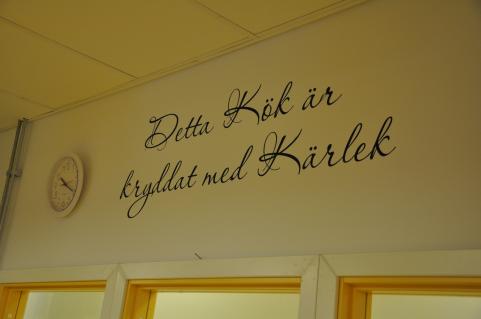 Detta Kök är
kryddat med Kärlek